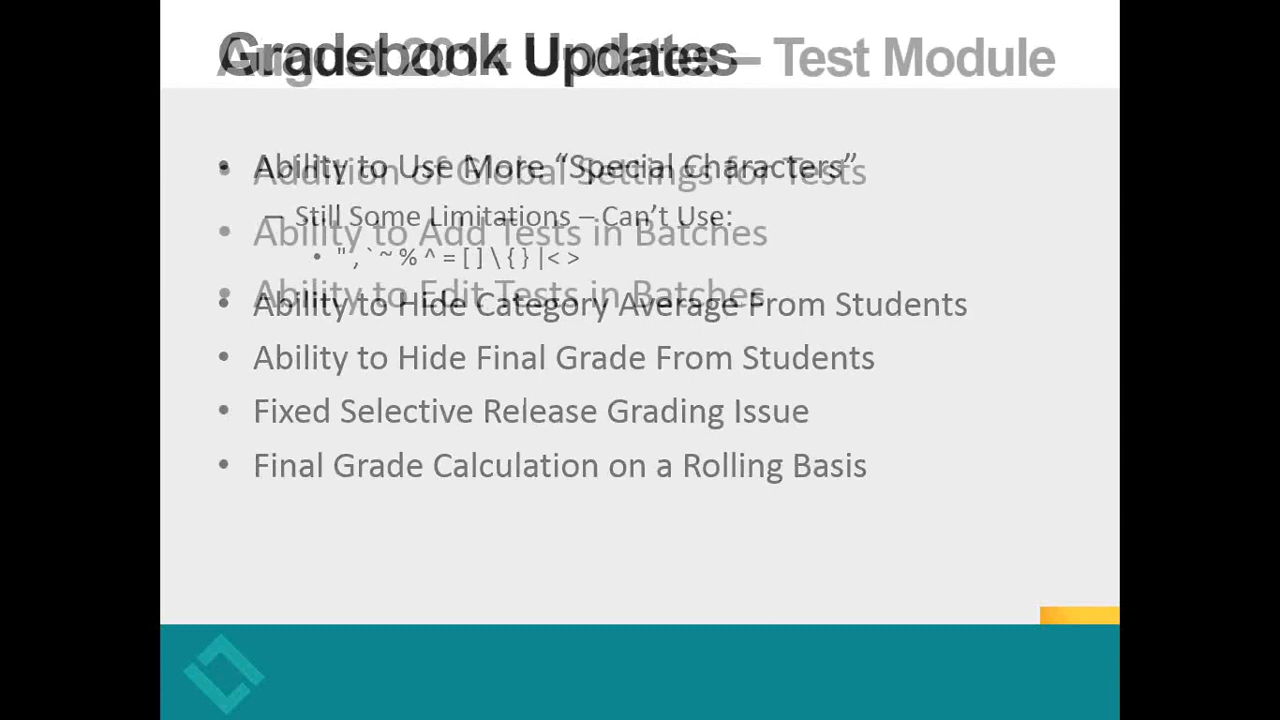 Gradebook Updates
August 2014 Updates – Test Module
• Ability to Use More “Special Characters”
• Addition of Global Settings for Tests
– Still Some Limitations – Can’t Use:
• Ability to Add Tests in Batches
• " , ` ~ % ^ = [ ] \ { } | < >
• Ability to Edit Tests in Batches
• Ability to Hide Category Average From Students
• Ability to Hide Final Grade From Students
• Fixed Selective Release Grading Issue
• Final Grade Calculation on a Rolling Basis